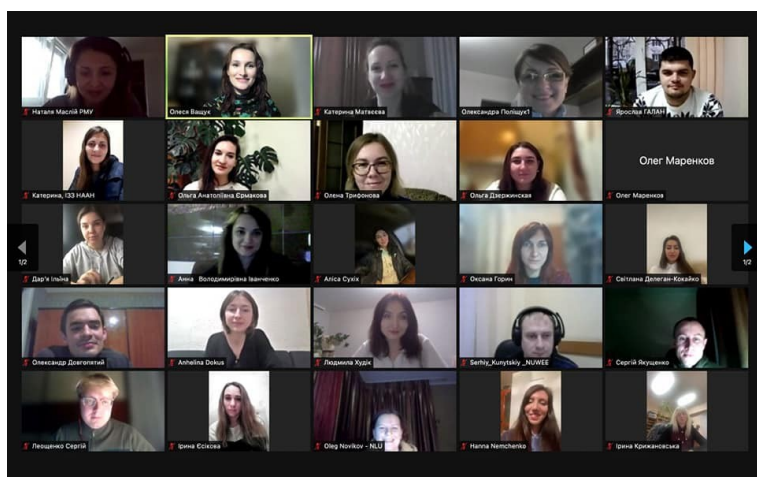 Наталя Маслій РМУ
Олеся Ващук
Катерина Матвеєва
Олександра Поліщук1
Ярослав ГАЛАН
Катерина, ІЗЗ НААН
Ольга Анатоліївна Єрмакова
Олена Трифонова
Ольга Дзержинская
Олег Маренков
Олег Маренков
Дар'я Ільїна
Анна Володимирівна Іванченко
Аліса Сухіх
Оксана Горин
Світлана Делеган-Кокайко
1/2
1/2
Олександр Довгопятий
Anhelina Dokus
Людмила Худік
Serhiy_Kunytskiy _NUWEE
Сергій Якущенко
Леощенко Сергій
Ірина Єсікова
Oleg Novikov - NLU
Hanna Nemchenko
Ірина Крижановська